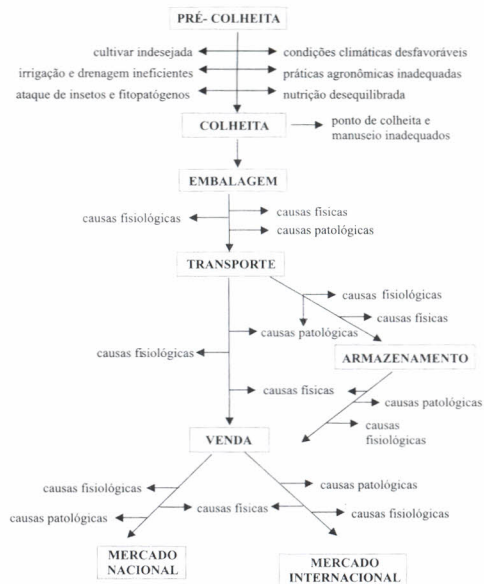 PRÉ- COLHEITA
cultivar indesejada
condições climáticas desfavoráveis
irrigação e drenagem ineficientes
práticas agronômicas inadequadas
ataque de insetos e fitopatógenos
nutrição desequilibrada
COLHEITA
ponto de colheita e
manuseio inadequados
EMBALAGEM
causas físicas
causas fisiológicas
causas patológicas
TRANSPORTE
causas fisiológicas
causas físicas
causas patológicas
causas fisiológicas
ARMAZENAMENTO
causas físicas
causas patológicas
causas
fisiológicas
VENDA
causas fisiológicas
causas patológicas
causas físicas
causas patológicas
causas fisiológicas
MERCADO
NACIONAL
MERCADO
INTERNACIONAL